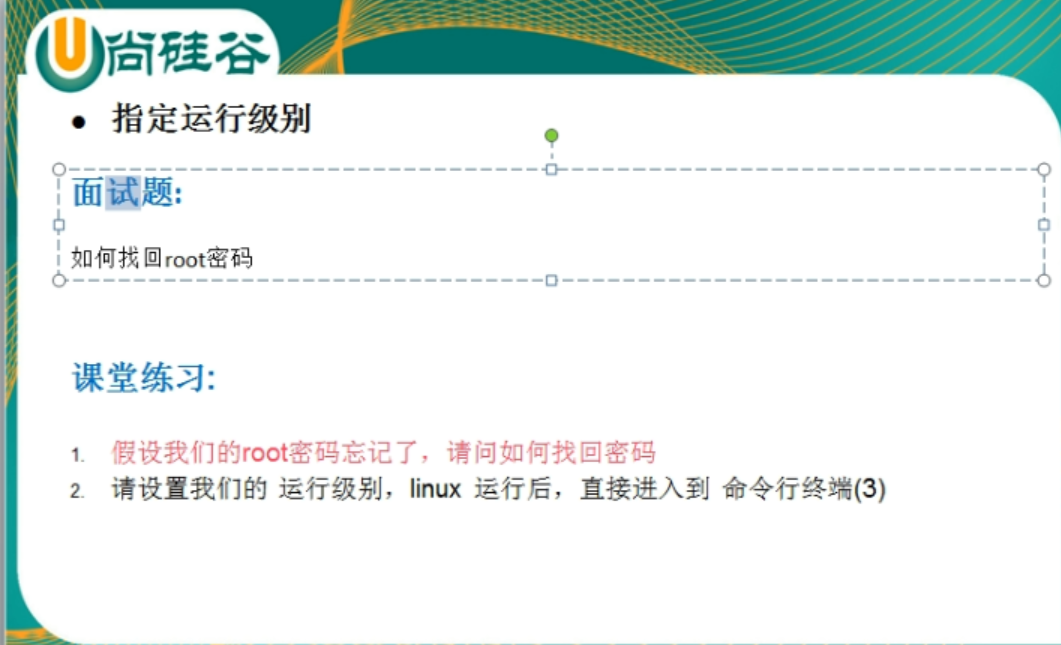 尚硅谷
● 指定运行级别
面试题:
如何找回root密码
课堂练习:
1. 假设我们的root密码忘记了，请问如何找回密码
2. 请设置我们的 运行级别，linux 运行后，直接进入到 命令行终端(3)